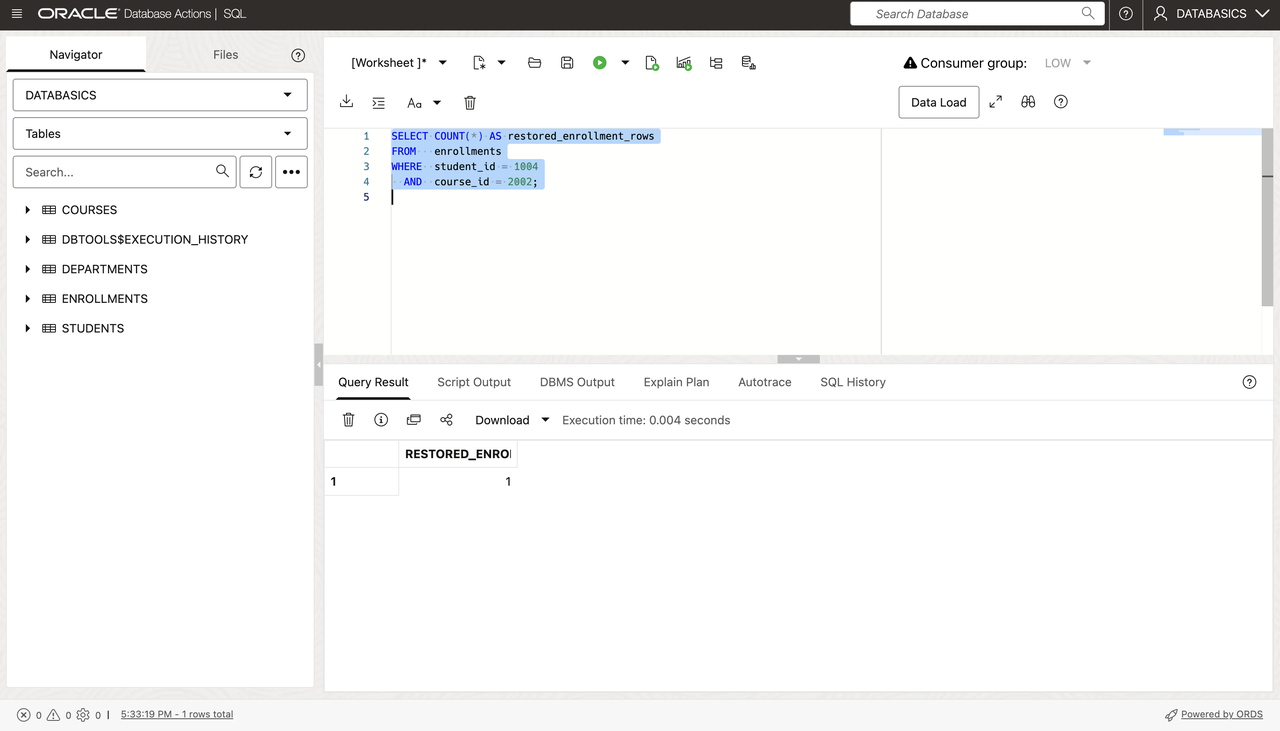 ORACLE Database Actions | SQL
Search Database
DATABASICS
Navigator
Files
DATABASICS
Tables
Search...
COURSES
DBTOOLS$EXECUTION_HISTORY
DEPARTMENTS
ENROLLMENTS
STUDENTS
[Worksheet ]*
Consumer group: LOW
Aa
Data Load
1 SELECT COUNT(*) AS restored_enrollment_rows
2 FROM enrollments
3 WHERE student_id = 1004
4 AND course_id = 2002;
5
Query Result
Script Output
DBMS Output
Explain Plan
Autotrace
SQL History
Download
Execution time: 0.004 seconds
RESTORED_ENROI
1 1
0 0 0 | 5:33:19 PM - 1 rows total
Powered by ORDS